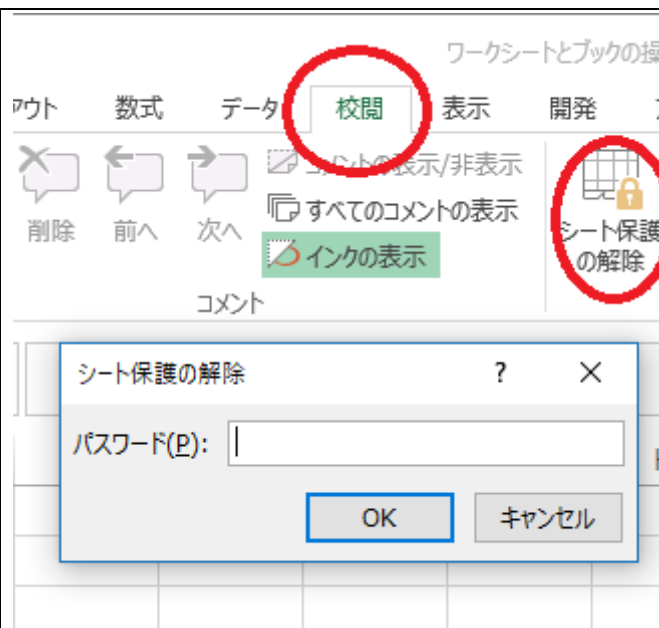 ワークシートとブックの操
アウト 数式 データ 校閲 表示 開発
コメントの表示/非表示
すべてのコメントの表示
削除 前へ 次へ
インクの表示
シート保護
の解除
コメント
シート保護の解除 ? ×
パスワード(P):
OK キャンセル